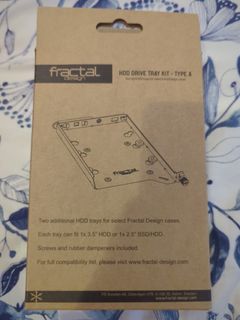 fractal
design
HDD DRIVE TRAY KIT - TYPE A
fractal
Two additional HDD trays for select Fractal Design cases.
Each tray can fit 1x 3.5" HDD or 1x 2.5" SSD/HDD.
Screws and rubber dampeners included.
For full compatibility list, please visit www.fractal-design.com